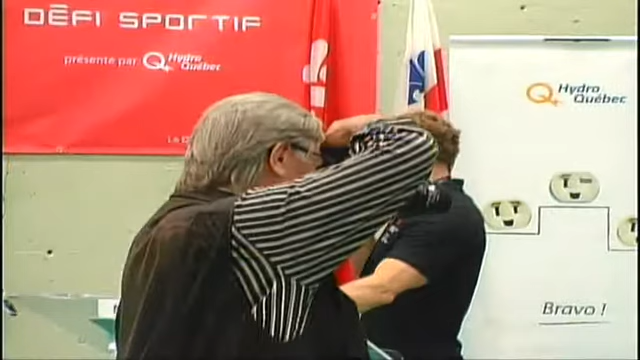 DÉFI SPORTIF
présenté par Hydro
Québec
Hydro
Québec
Bravo !